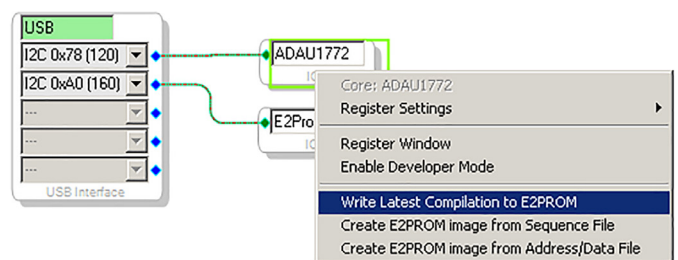 USB
I2C 0x78 (120)
I2C 0xA0 (160)
---
---
---
USB Interface
ADAU1772
IC
E2Pro
IC
Core: ADAU1772
Register Settings
Register Window
Enable Developer Mode
Write Latest Compilation to E2PROM
Create E2PROM image from Sequence File
Create E2PROM image from Address/Data File